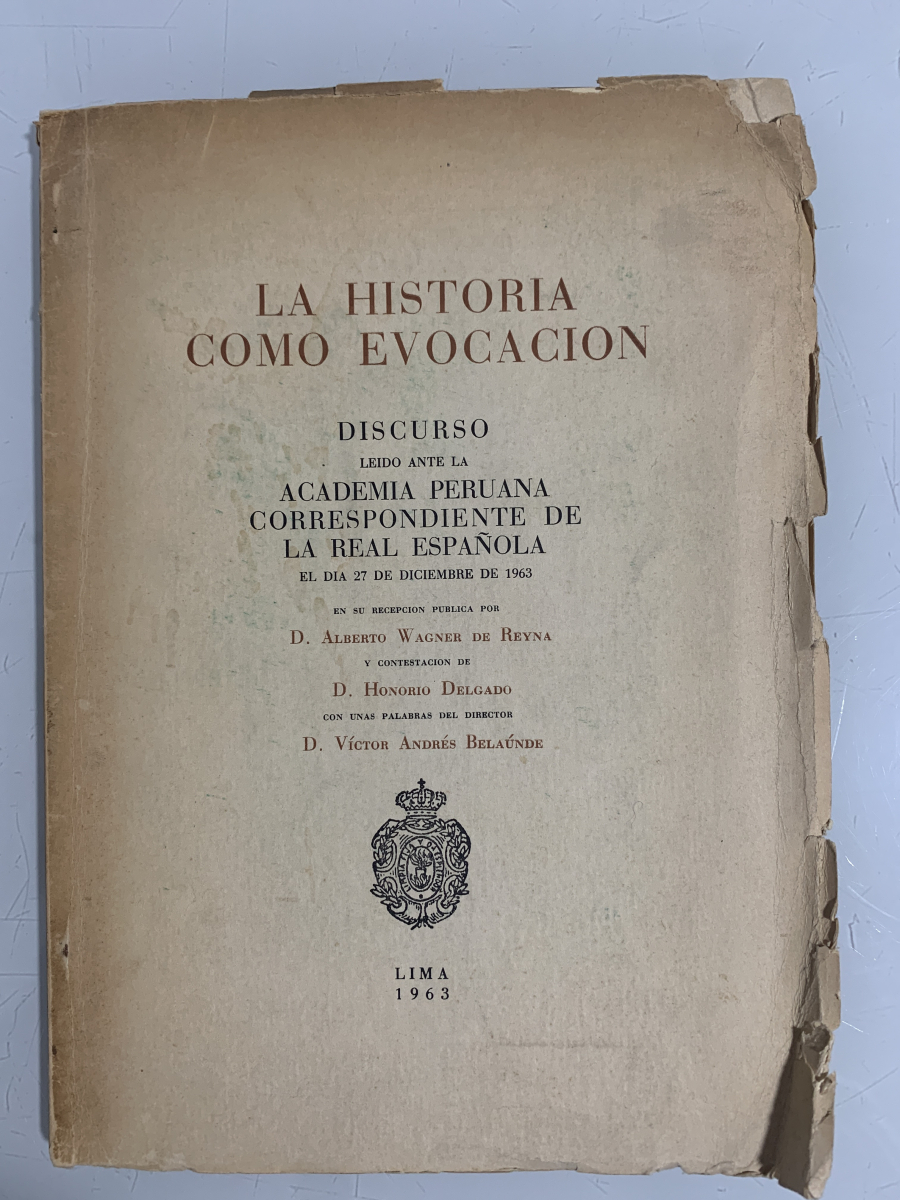 LA HISTORIA
COMO EVOCACION
DISCURSO
LEIDO ANTE LA
ACADEMIA PERUANA
CORRESPONDIENTE DE
LA REAL ESPAÑOLA
EL DIA 27 DE DICIEMBRE DE 1963
EN SU RECEPCION PUBLICA POR
D. ALBERTO WAGNER DE REYNA
Y CONTESTACION DE
D. HONORIO DELGADO
CON UNAS PALABRAS DEL DIRECTOR
D. VÍCTOR ANDRÉS BELAÚNDE
LIMA
1963